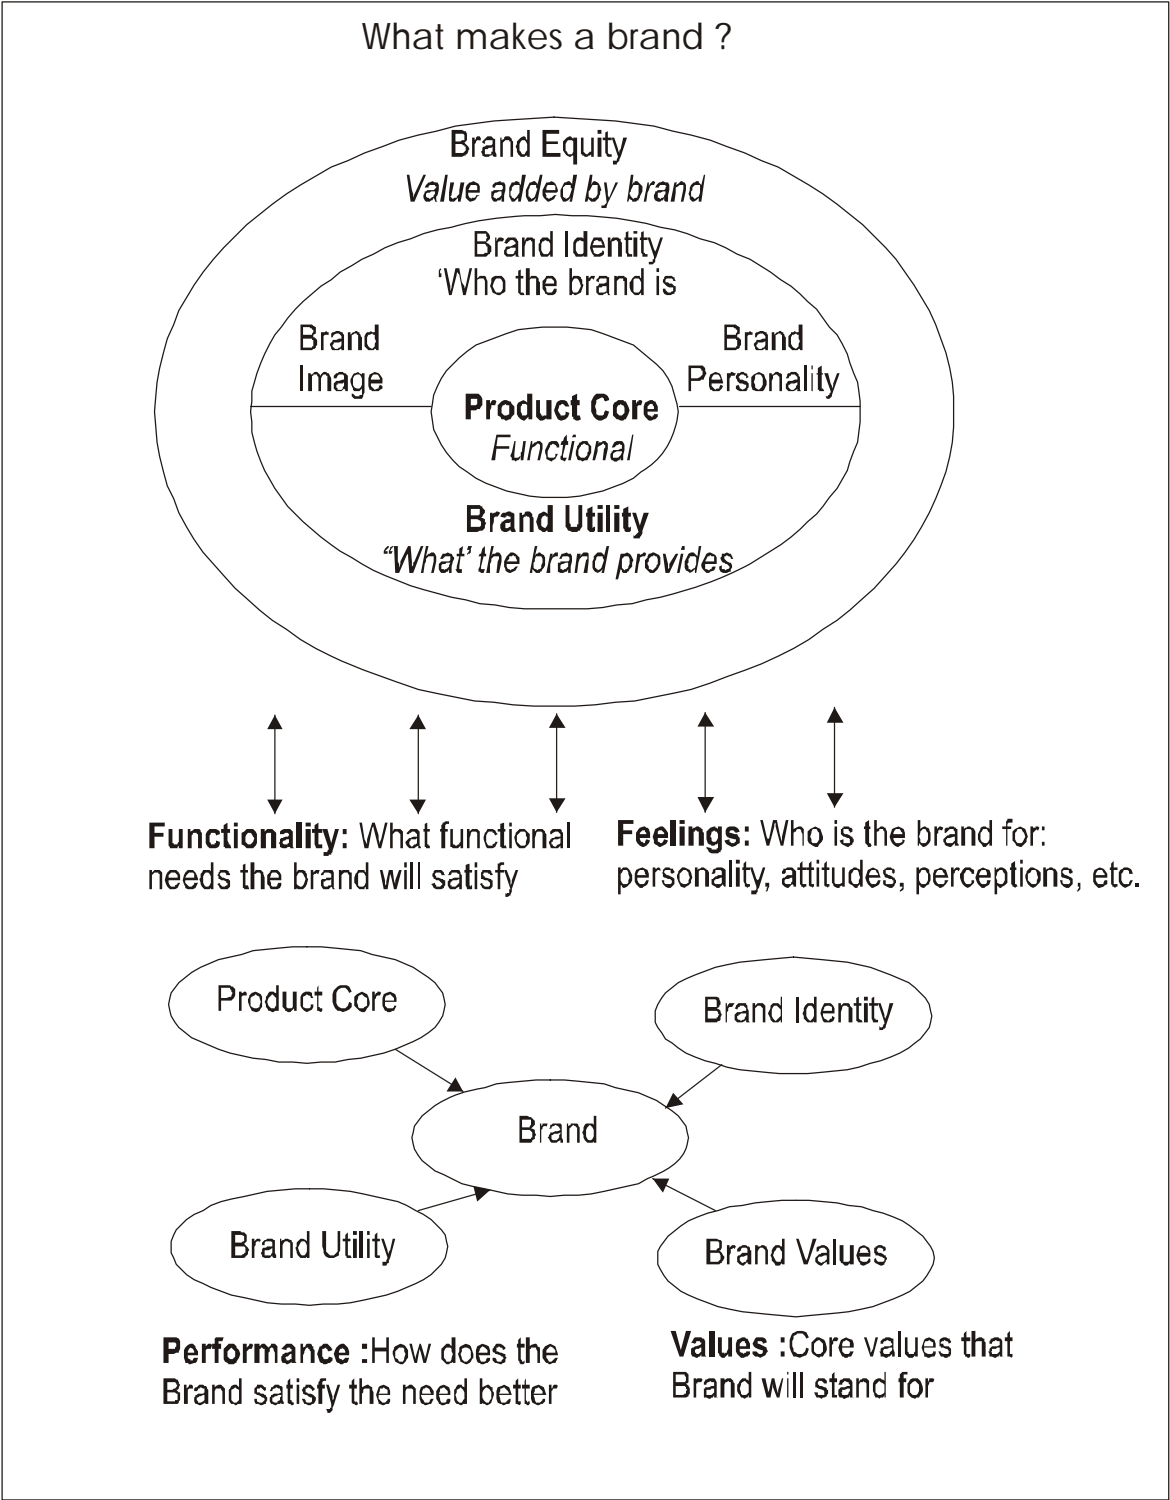 What makes a brand ?
Brand Equity
Value added by brand
Brand Identity
‘Who the brand is
Brand
Image
Brand
Personality
Product Core
Functional
Brand Utility
“What’ the brand provides
Functionality: What functional
needs the brand will satisfy
Feelings: Who is the brand for:
personality, attitudes, perceptions, etc.
Product Core
Brand Identity
Brand
Brand Utility
Brand Values
Performance :How does the
Brand satisfy the need better
Values :Core values that
Brand will stand for